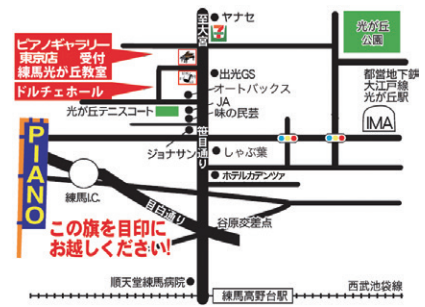 至大宮
ヤナセ
光が丘
公園
ピアノギャラリー
東京店 受付
練馬光が丘教室
ドルチェホール
出光GS
オートバックス
JA
味の民芸
光が丘テニスコート
都営地下鉄
大江戸線
光が丘駅
IMA
笹目通り
ジョナサン
しゃぶ葉
ホテルカデンツァ
PIANO
練馬I.C.
目白通り
谷原交差点
この旗を目印に
お越しください!
順天堂練馬病院
練馬高野台駅
西武池袋線